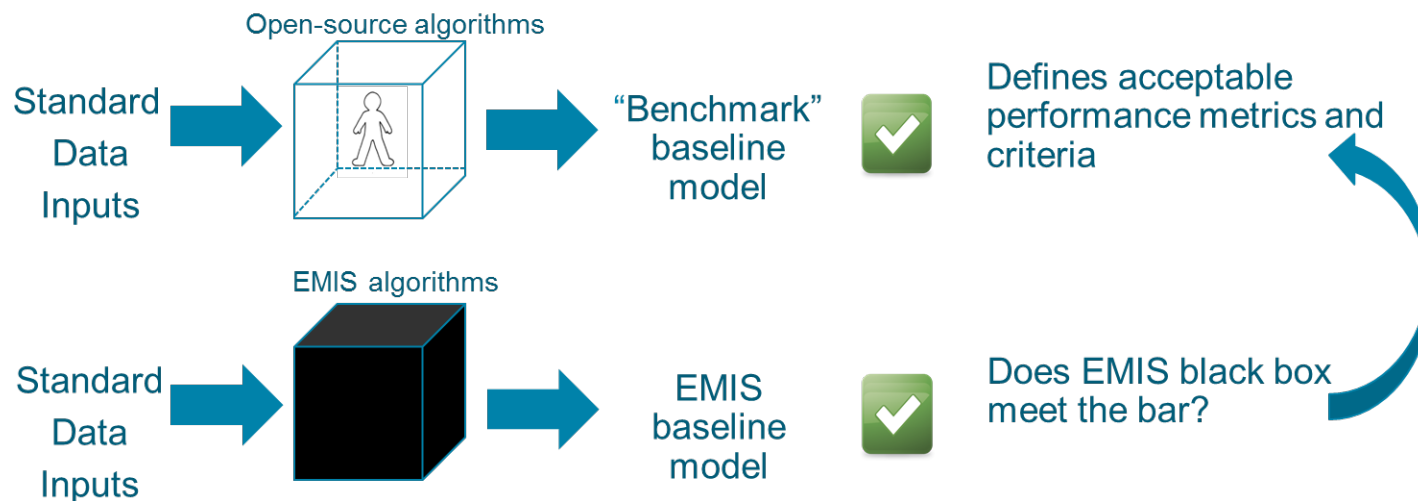 Open-source algorithms
Standard
Data
Inputs
“Benchmark”
baseline
model
Defines acceptable
performance metrics and
criteria
EMIS algorithms
Standard
Data
Inputs
EMIS
baseline
model
Does EMIS black box
meet the bar?